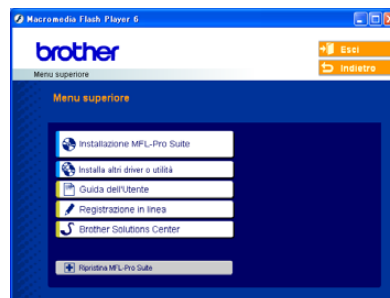 Macromedia Flash Player 6
brother
Esci
Menu superiore
Indietro
Menu superiore
Installazione MFL-Pro Suite
Installa altri driver o utilità
Guida dell'Utente
Registrazione in linea
Brother Solutions Center
Ripristina MFL-Pro Suite